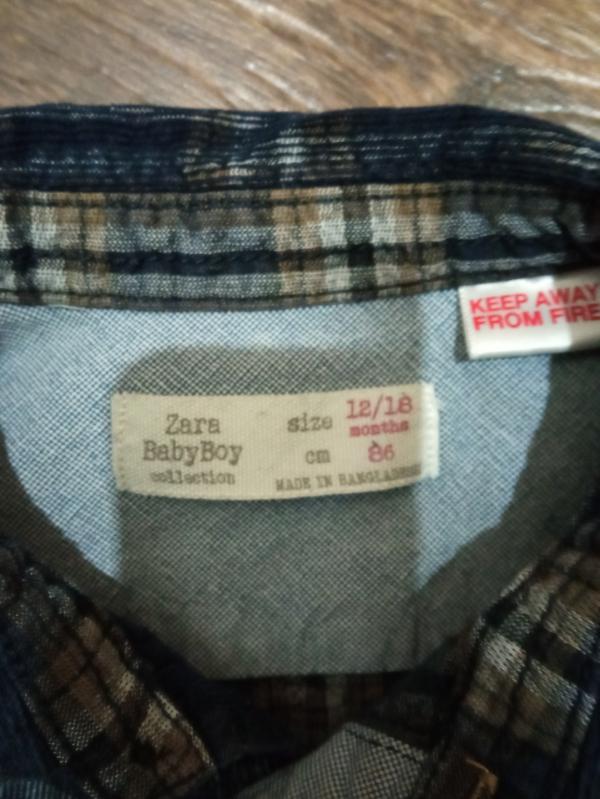 Zara
BabyBoy
collection
size 12/18
months
cm 86
MADE IN BANGLADESH
KEEP AWAY
FROM FIRE